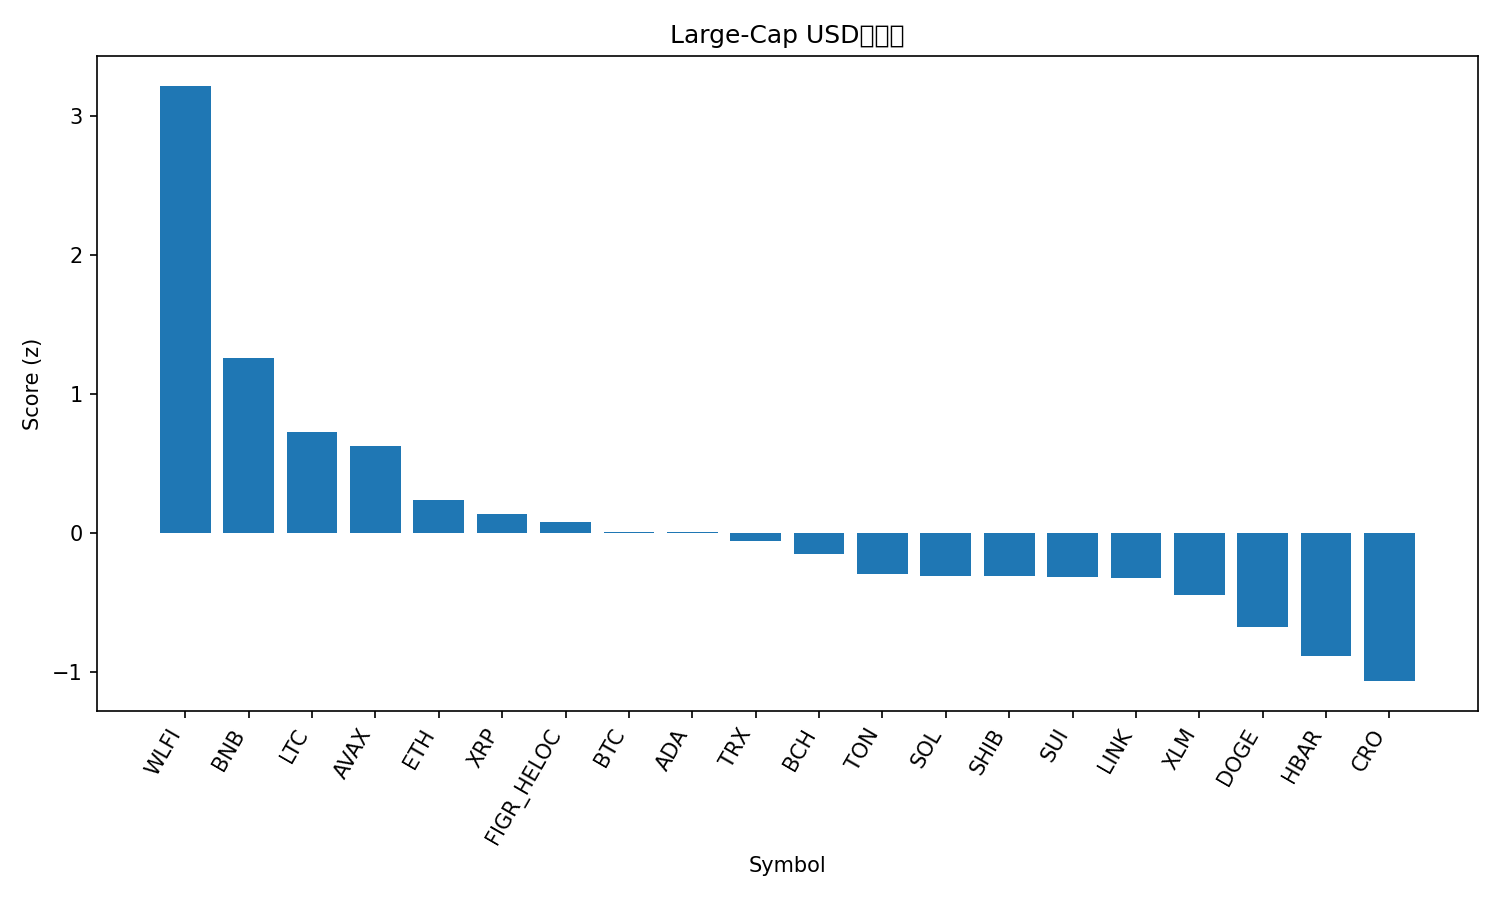 Large-Cap USD
3
2
1
0
−1
Score (z)
WLFI
BNB
LTC
AVAX
ETH
XRP
FIGR_HELOC
BTC
ADA
TRX
BCH
TON
SOL
SHIB
SUI
LINK
XLM
DOGE
HBAR
CRO
Symbol